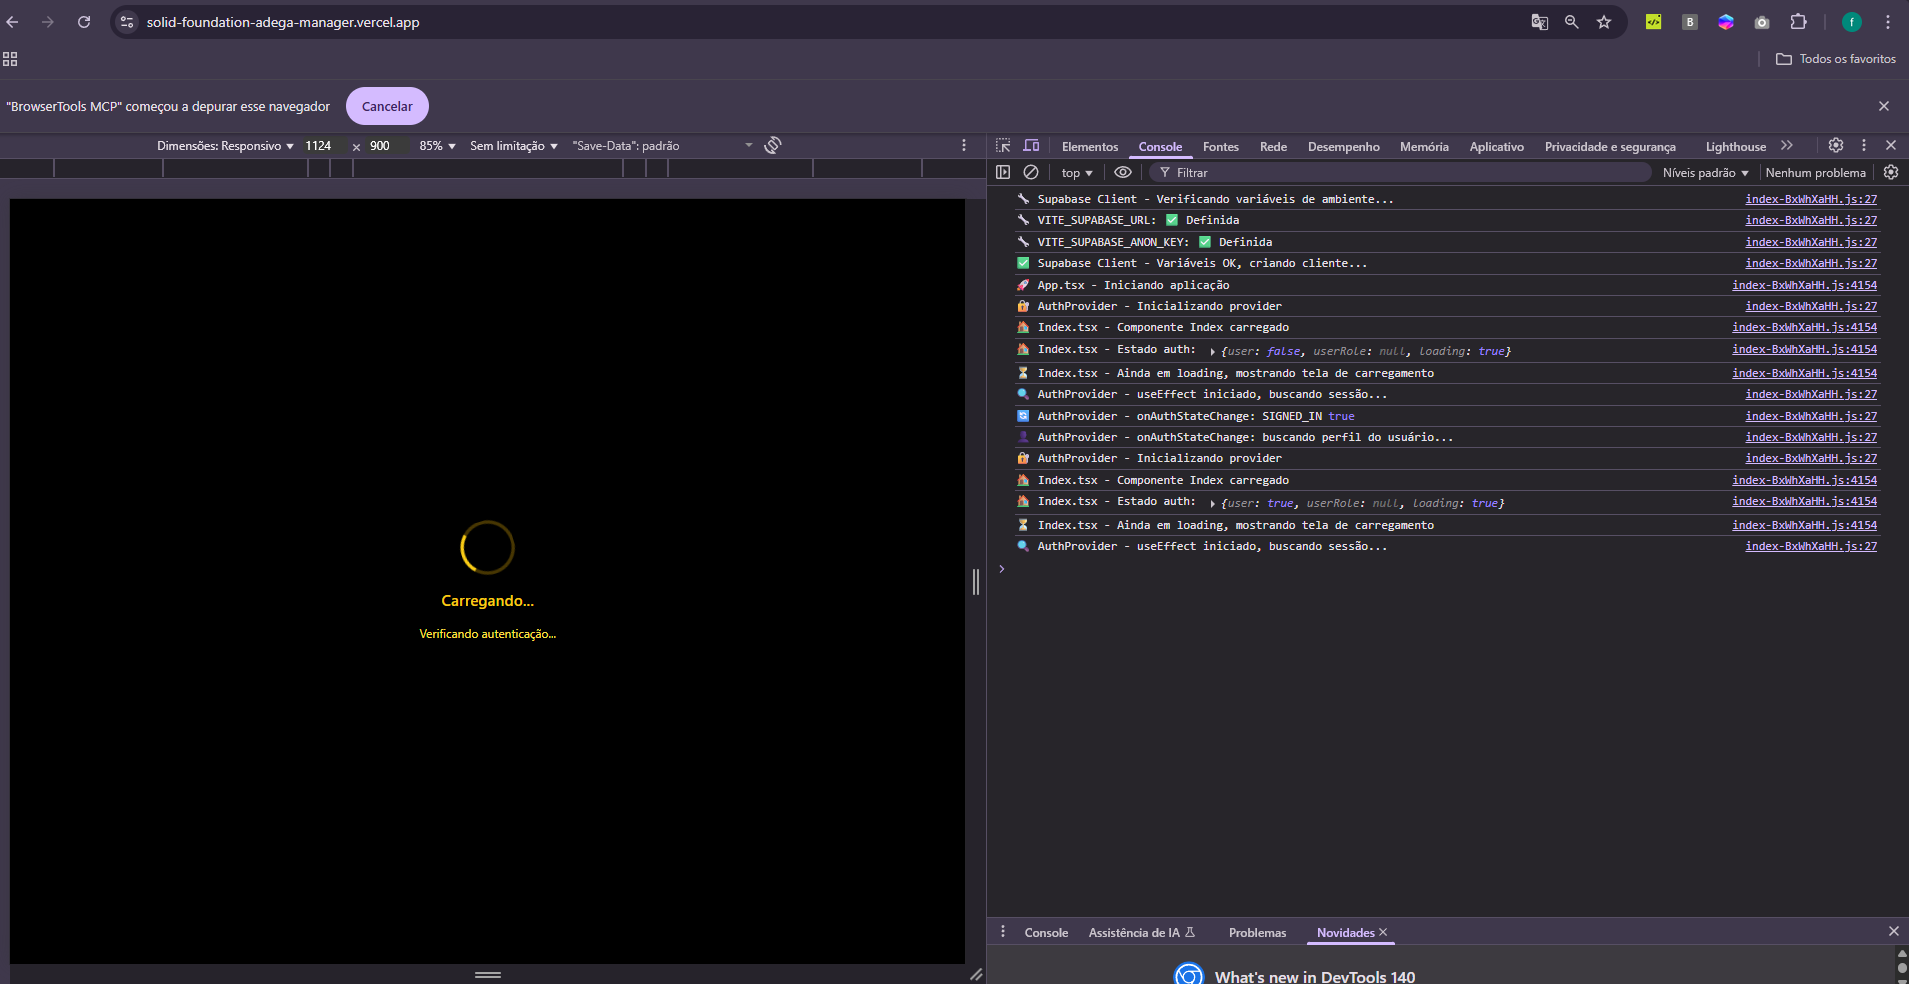 solid-foundation-adega-manager.vercel.app
f
Todos os favoritos
"BrowserTools MCP" começou a depurar esse navegador Cancelar
Dimensões: Responsivo 1124 × 900 85% Sem limitação "Save-Data": padrão
Elementos Console Fontes Rede Desempenho Memória Aplicativo Privacidade e segurança Lighthouse
top Filtrar Níveis padrão Nenhum problema
Supabase Client - Verificando variáveis de ambiente... index-BxWhXaHH.js:27
VITE_SUPABASE_URL: ✅ Definida index-BxWhXaHH.js:27
VITE_SUPABASE_ANON_KEY: ✅ Definida index-BxWhXaHH.js:27
Supabase Client - Variáveis OK, criando cliente... index-BxWhXaHH.js:27
App.tsx - Iniciando aplicação index-BxWhXaHH.js:4154
AuthProvider - Inicializando provider index-BxWhXaHH.js:27
Index.tsx - Componente Index carregado index-BxWhXaHH.js:4154
Index.tsx - Estado auth: {user: false, userRole: null, loading: true} index-BxWhXaHH.js:4154
Index.tsx - Ainda em loading, mostrando tela de carregamento index-BxWhXaHH.js:4154
AuthProvider - useEffect iniciado, buscando sessão... index-BxWhXaHH.js:27
AuthProvider - onAuthStateChange: SIGNED_IN true index-BxWhXaHH.js:27
AuthProvider - onAuthStateChange: buscando perfil do usuário... index-BxWhXaHH.js:27
AuthProvider - Inicializando provider index-BxWhXaHH.js:27
Index.tsx - Componente Index carregado index-BxWhXaHH.js:4154
Index.tsx - Estado auth: {user: true, userRole: null, loading: true} index-BxWhXaHH.js:4154
Index.tsx - Ainda em loading, mostrando tela de carregamento index-BxWhXaHH.js:4154
AuthProvider - useEffect iniciado, buscando sessão... index-BxWhXaHH.js:27
Carregando...
Verificando autenticação...
Console Assistência de IA Problemas Novidades
What's new in DevTools 140